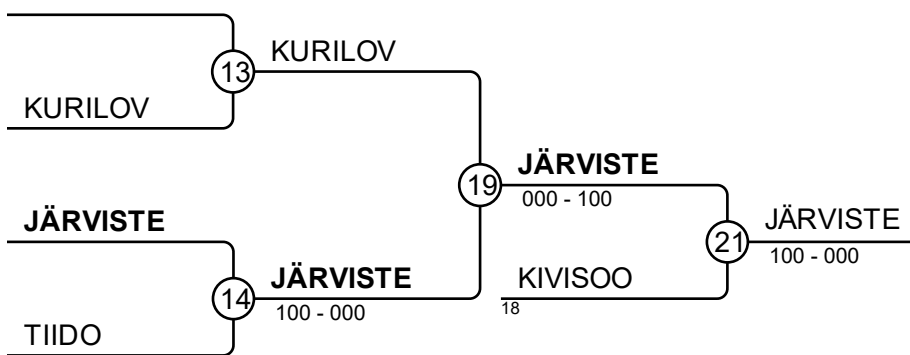 KURILOV
13
KURILOV
JÄRVISTE
19
000 - 100
JÄRVISTE
JÄRVISTE
21
100 - 000
JÄRVISTE
14
100 - 000
KIVISOO
18
TIIDO